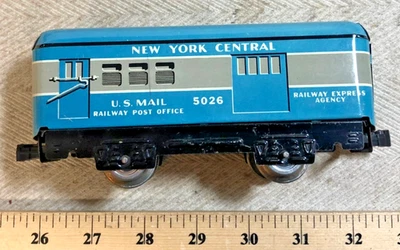 NEW YORK CENTRAL
U.S. MAIL 5026
RAILWAY POST OFFICE
RAILWAY EXPRESS
AGENCY
26 27 28 29 30 31 32